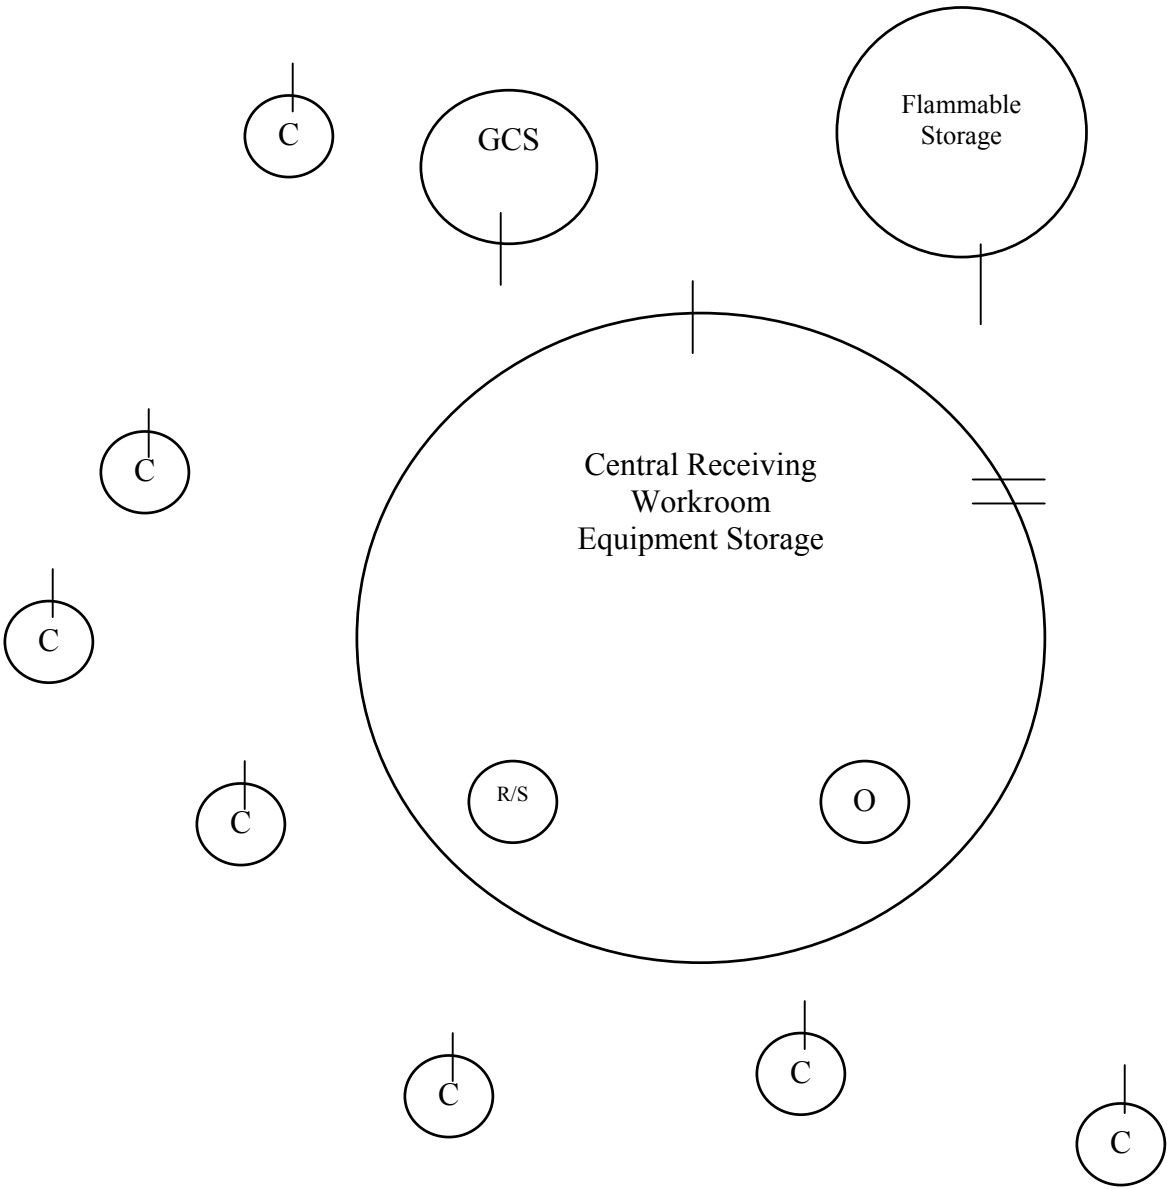 Flammable
Storage
C
GCS
Central Receiving
Workroom
Equipment Storage
C
C
C
R/S
O
C
C
C